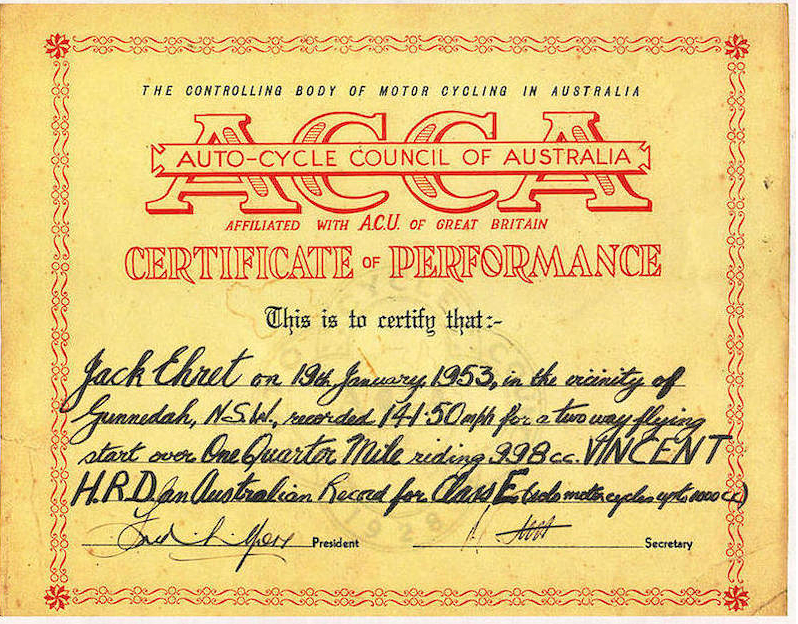 THE CONTROLLING BODY OF MOTOR CYCLING IN AUSTRALIA
ACCA
AUTO-CYCLE COUNCIL OF AUSTRALIA
AFFILIATED WITH A.C.U. OF GREAT BRITAIN
CERTIFICATE OF PERFORMANCE
This is to certify that:-
Jack Ehret on 19th January, 1953, in the vicinity of
Gunnedah, N.S.W., recorded 141·50 mph for a two way flying
start over One Quarter Mile riding 998 cc. VINCENT
H.R.D. an Australian Record for Class E (solo motor cycles up to 1000 cc)
President Secretary